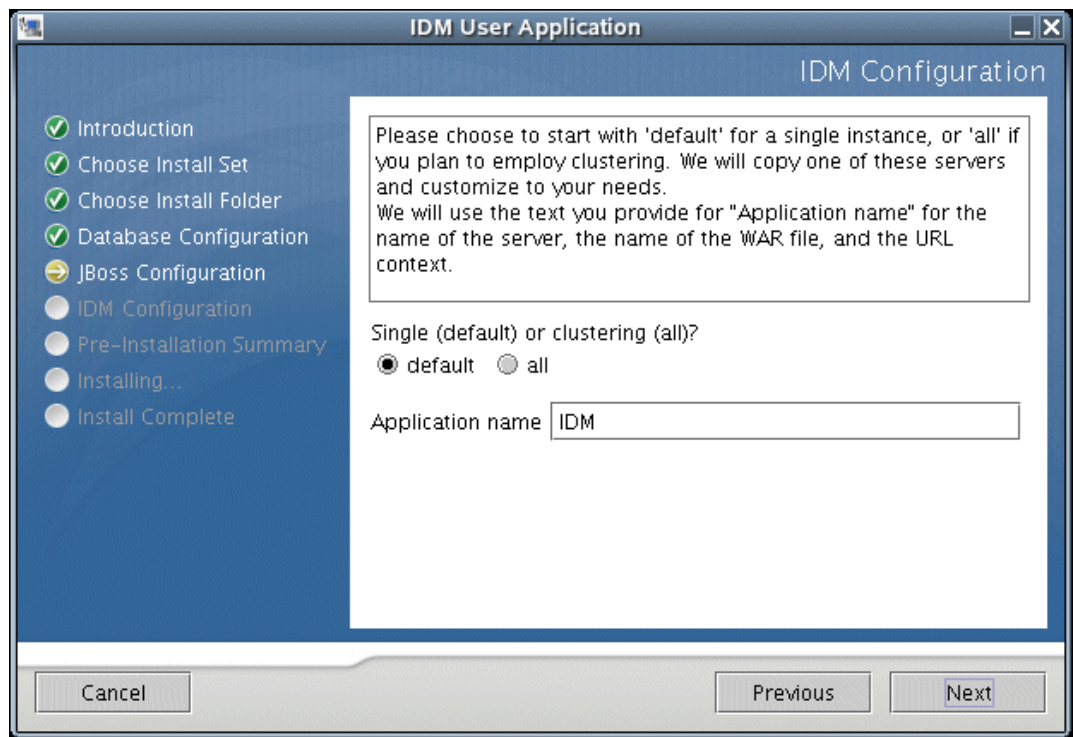 IDM User Application
IDM Configuration
Introduction
Choose Install Set
Choose Install Folder
Database Configuration
JBoss Configuration
IDM Configuration
Pre-Installation Summary
Installing...
Install Complete
Please choose to start with 'default' for a single instance, or 'all' if
you plan to employ clustering. We will copy one of these servers
and customize to your needs.
We will use the text you provide for "Application name" for the
name of the server, the name of the WAR file, and the URL
context.
Single (default) or clustering (all)?
default all
Application name IDM
Cancel Previous Next